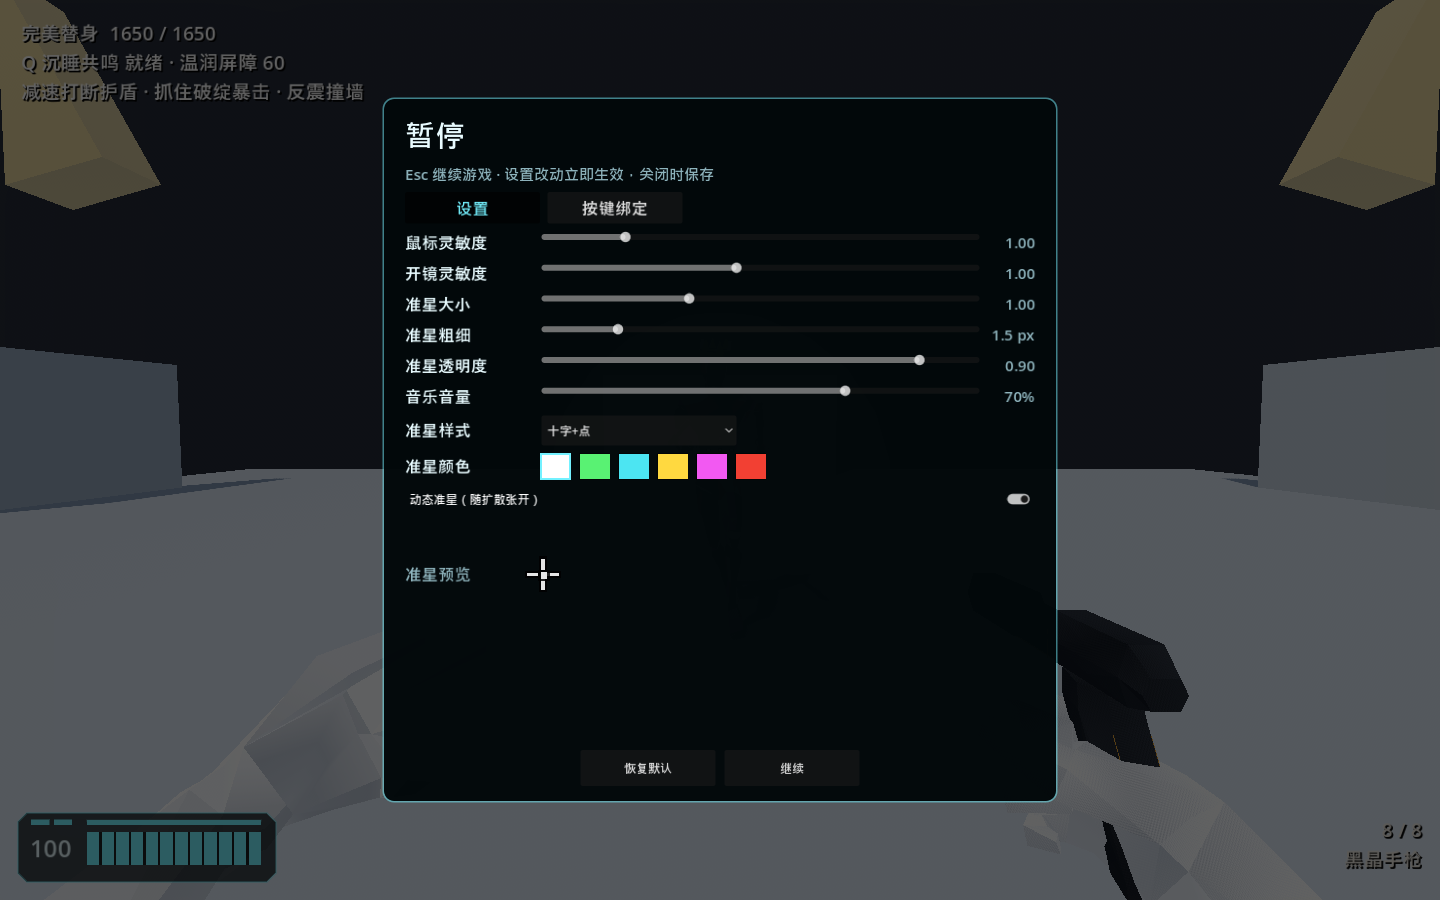 完美替身 1650 / 1650
Q 沉睡共鸣 就绪 · 温润屏障 60
减速打断护盾 · 抓住破绽暴击 · 反震撞墙
暂停
Esc 继续游戏 · 设置改动立即生效 · 关闭时保存
设置 按键绑定
鼠标灵敏度 1.00
开镜灵敏度 1.00
准星大小 1.00
准星粗细 1.5 px
准星透明度 0.90
音乐音量 70%
准星样式 十字+点
准星颜色
动态准星（随扩散张开）
准星预览
恢复默认 继续
100
8 / 8
黑晶手枪